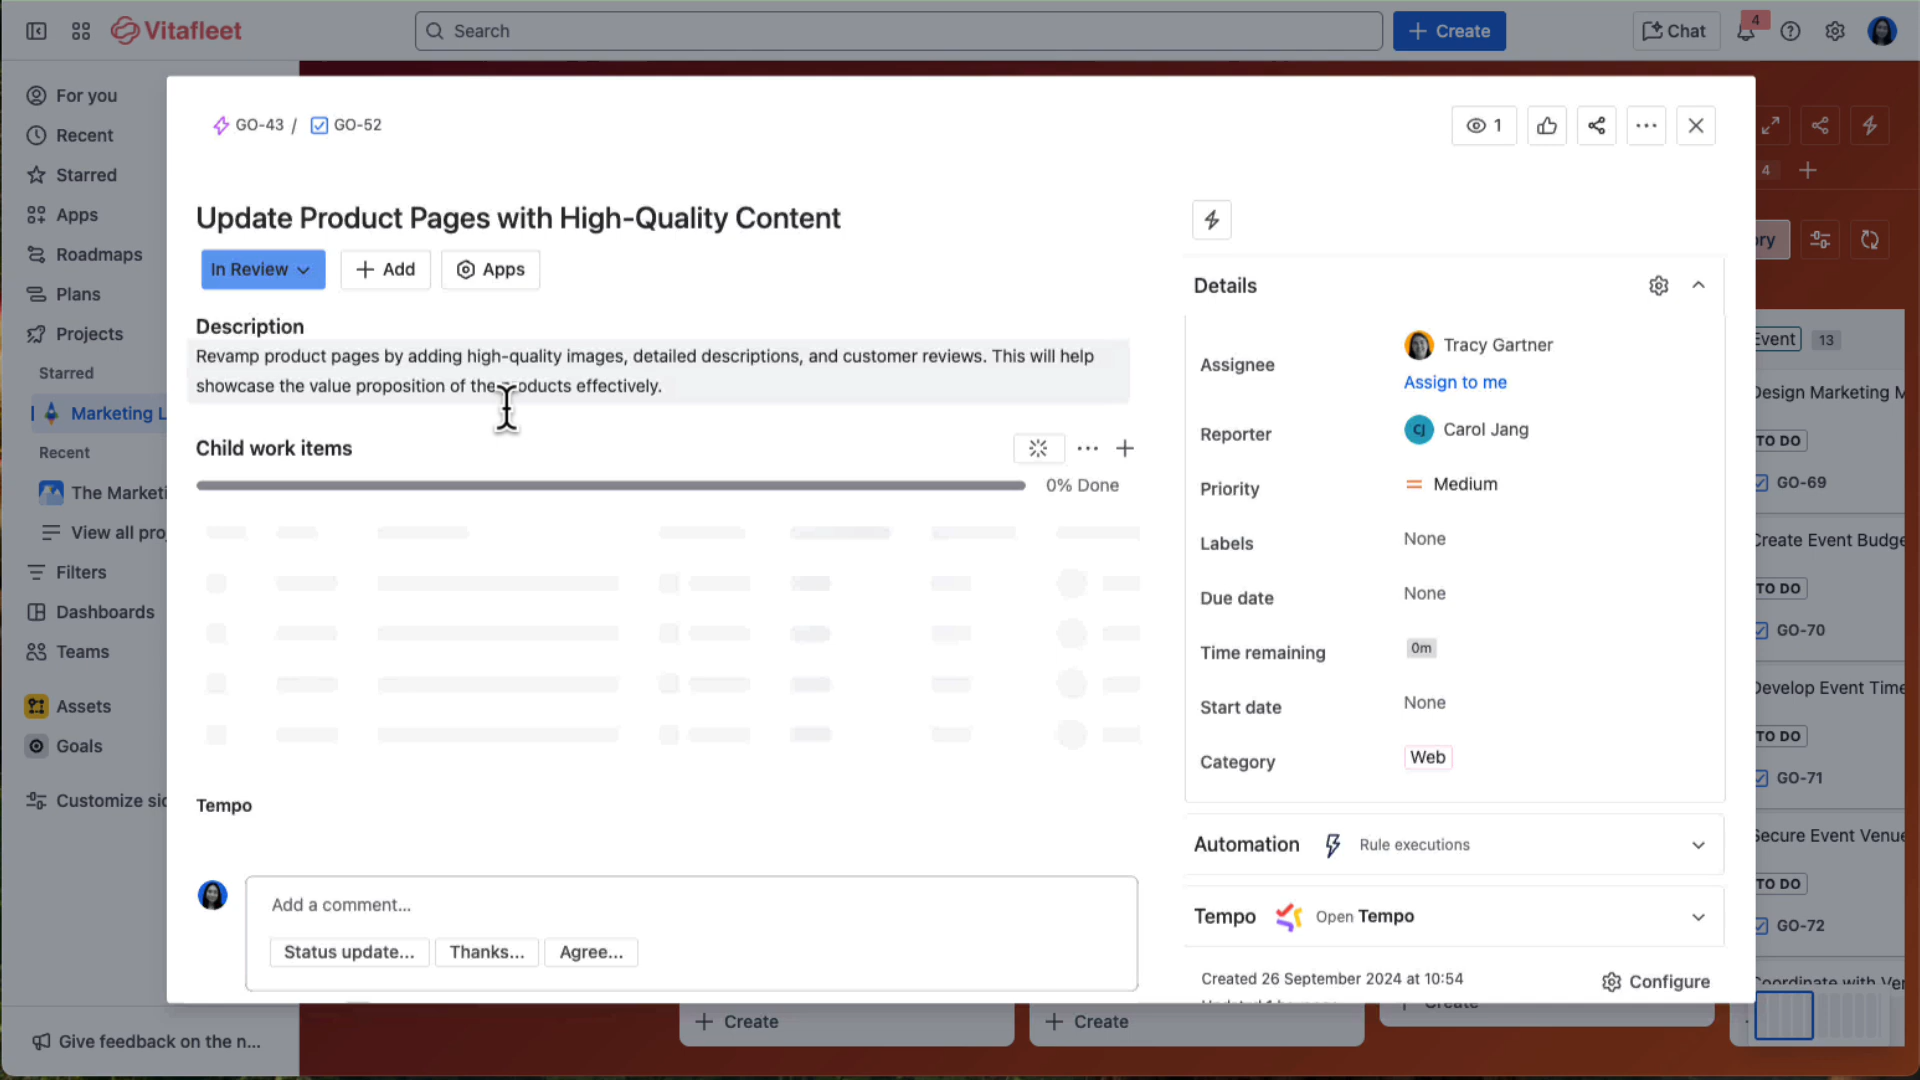 Vitafleet
Search
Create
Chat
4
For you
Recent
Starred
Apps
Roadmaps
Plans
Projects
Starred
Marketing L
Recent
The Marketi
View all pro
Filters
Dashboards
Teams
Assets
Goals
Customize sid
Give feedback on the n...
GO-43 / GO-52
1
Update Product Pages with High-Quality Content
In Review
Add
Apps
Description
Revamp product pages by adding high-quality images, detailed descriptions, and customer reviews. This will help
showcase the value proposition of the products effectively.
Child work items
0% Done
Tempo
Add a comment...
Status update... Thanks... Agree...
Details
Assignee
Tracy Gartner
Assign to me
Reporter
CJ Carol Jang
Priority
Medium
Labels
None
Due date
None
Time remaining
0m
Start date
None
Category
Web
Automation Rule executions
Tempo Open Tempo
Created 26 September 2024 at 10:54
Configure
4
ory
Event 13
Design Marketing M
TO DO
GO-69
Create Event Budge
TO DO
GO-70
Develop Event Time
TO DO
GO-71
Secure Event Venue
TO DO
GO-72
Coordinate with Ven
Create
Create
Create